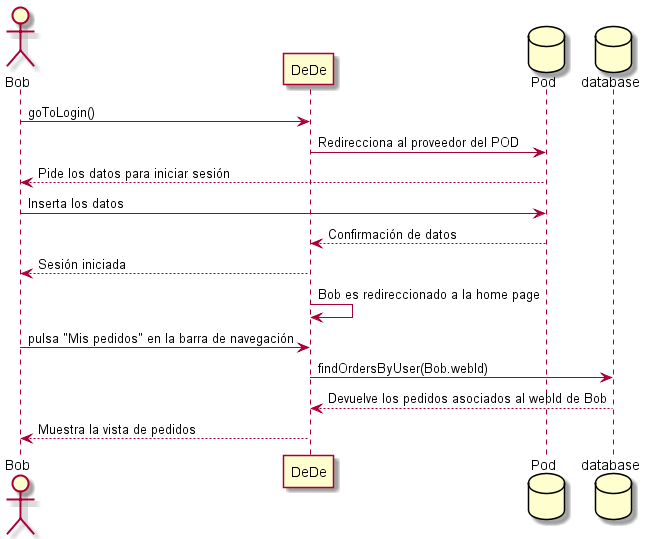 Bob
DeDe
Pod
database
goToLogin()
Redirecciona al proveedor del POD
Pide los datos para iniciar sesión
Inserta los datos
Confirmación de datos
Sesión iniciada
Bob es redireccionado a la home page
pulsa "Mis pedidos" en la barra de navegación
findOrdersByUser(Bob.webId)
Devuelve los pedidos asociados al webId de Bob
Muestra la vista de pedidos
Bob
DeDe
Pod
database